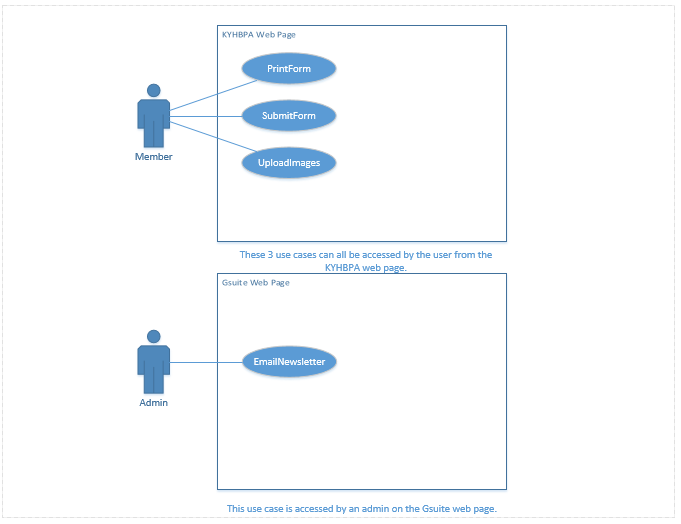 KYHBPA Web Page
PrintForm
SubmitForm
UploadImages
Member
These 3 use cases can all be accessed by the user from the
KYHBPA web page.
Gsuite Web Page
EmailNewsletter
Admin
This use case is accessed by an admin on the Gsuite web page.